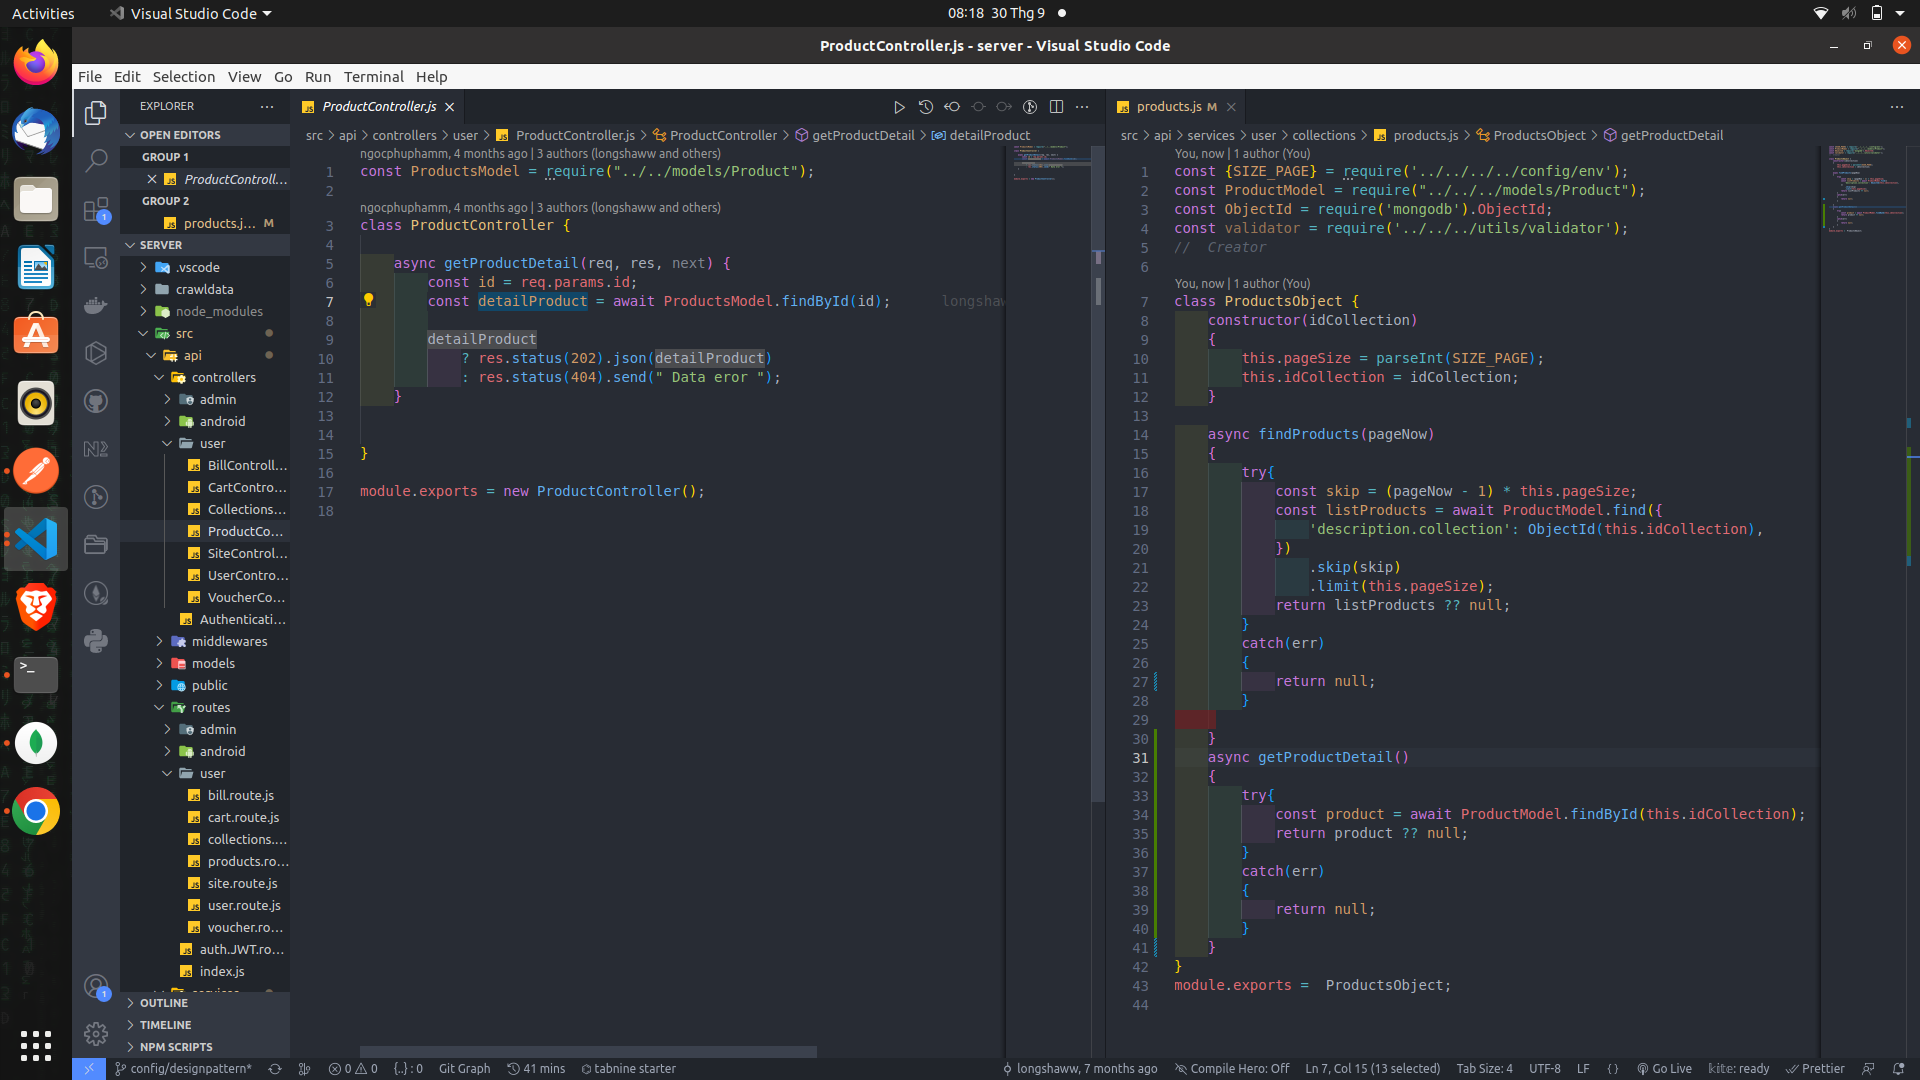 Activities
Visual Studio Code
08:18 30 Thg 9
ProductController.js - server - Visual Studio Code
File Edit Selection View Go Run Terminal Help
EXPLORER
OPEN EDITORS
GROUP 1
ProductControll...
GROUP 2
products.j... M
SERVER
.vscode
crawldata
node_modules
src
api
controllers
admin
android
user
BillControll...
CartContro...
Collections...
ProductCo...
SiteControl...
UserContro...
VoucherCo...
Authenticati...
middlewares
models
public
routes
admin
android
user
bill.route.js
cart.route.js
collections....
products.ro...
site.route.js
user.route.js
voucher.ro...
auth.JWT.ro...
index.js
OUTLINE
TIMELINE
NPM SCRIPTS
1
1
ProductController.js
src > api > controllers > user > ProductController.js > ProductController > getProductDetail > detailProduct
ngocphuphamm, 4 months ago | 3 authors (longshaww and others)
1 const ProductsModel = require("../../models/Product");
2
ngocphuphamm, 4 months ago | 3 authors (longshaww and others)
3 class ProductController {
4
5 async getProductDetail(req, res, next) {
6 const id = req.params.id;
7 const detailProduct = await ProductsModel.findById(id); longshaw
8
9 detailProduct
10 ? res.status(202).json(detailProduct)
11 : res.status(404).send(" Data eror ");
12 }
13
14
15 }
16
17 module.exports = new ProductController();
18
products.js M
src > api > services > user > collections > products.js > ProductsObject > getProductDetail
You, now | 1 author (You)
1 const {SIZE_PAGE} = require('../../../../config/env');
2 const ProductModel = require("../../../models/Product");
3 const ObjectId = require('mongodb').ObjectId;
4 const validator = require('../../../utils/validator');
5 //  Creator
6
You, now | 1 author (You)
7 class ProductsObject {
8 constructor(idCollection)
9 {
10 this.pageSize = parseInt(SIZE_PAGE);
11 this.idCollection = idCollection;
12 }
13
14 async findProducts(pageNow)
15 {
16 try{
17 const skip = (pageNow - 1) * this.pageSize;
18 const listProducts = await ProductModel.find({
19 'description.collection': ObjectId(this.idCollection),
20 })
21 .skip(skip)
22 .limit(this.pageSize);
23 return listProducts ?? null;
24 }
25 catch(err)
26 {
27 return null;
28 }
29
30 }
31 async getProductDetail()
32 {
33 try{
34 const product = await ProductModel.findById(this.idCollection);
35 return product ?? null;
36 }
37 catch(err)
38 {
39 return null;
40 }
41 }
42 }
43 module.exports =  ProductsObject;
44
config/designpattern* 0 0 {..} : 0 Git Graph 41 mins tabnine starter
longshaww, 7 months ago Compile Hero: Off Ln 7, Col 15 (13 selected) Tab Size: 4 UTF-8 LF { } Go Live kite: ready Prettier